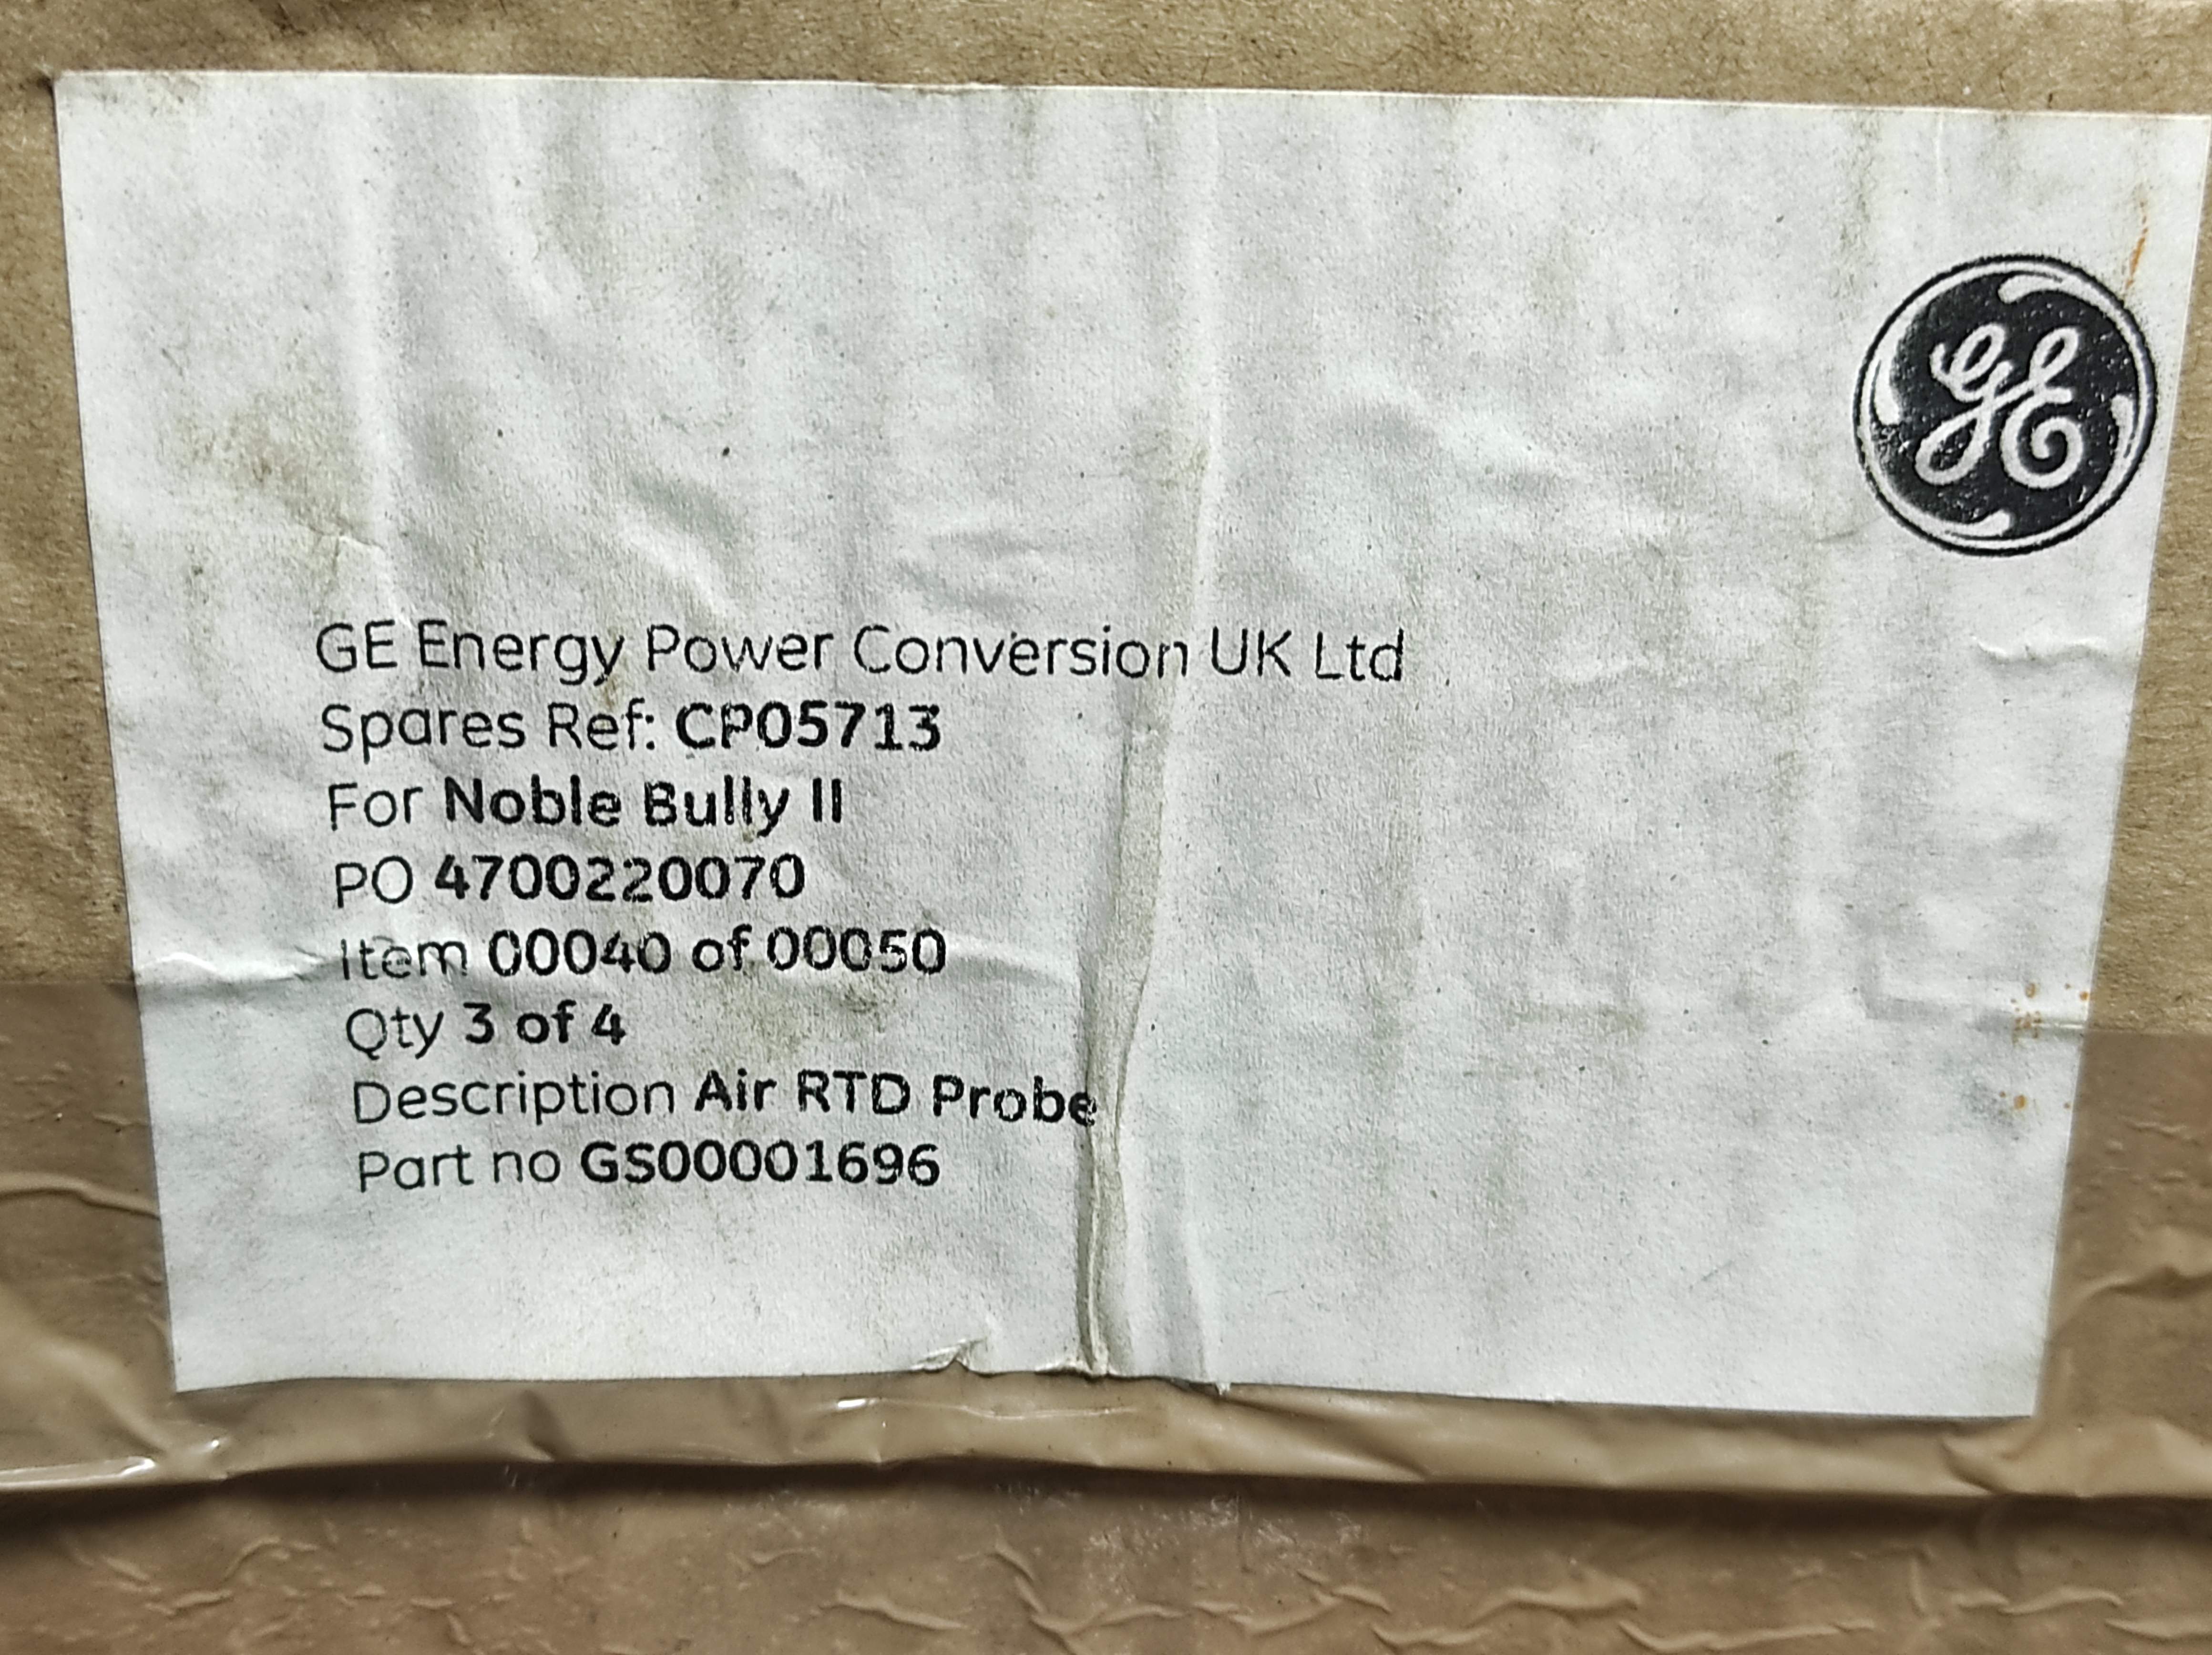 GE
GE Energy Power Conversion UK Ltd
Spares Ref: CP05713
For Noble Bully II
PO 4700220070
Item 00040 of 00050
Qty 3 of 4
Description Air RTD Probe
Part no GS00001696